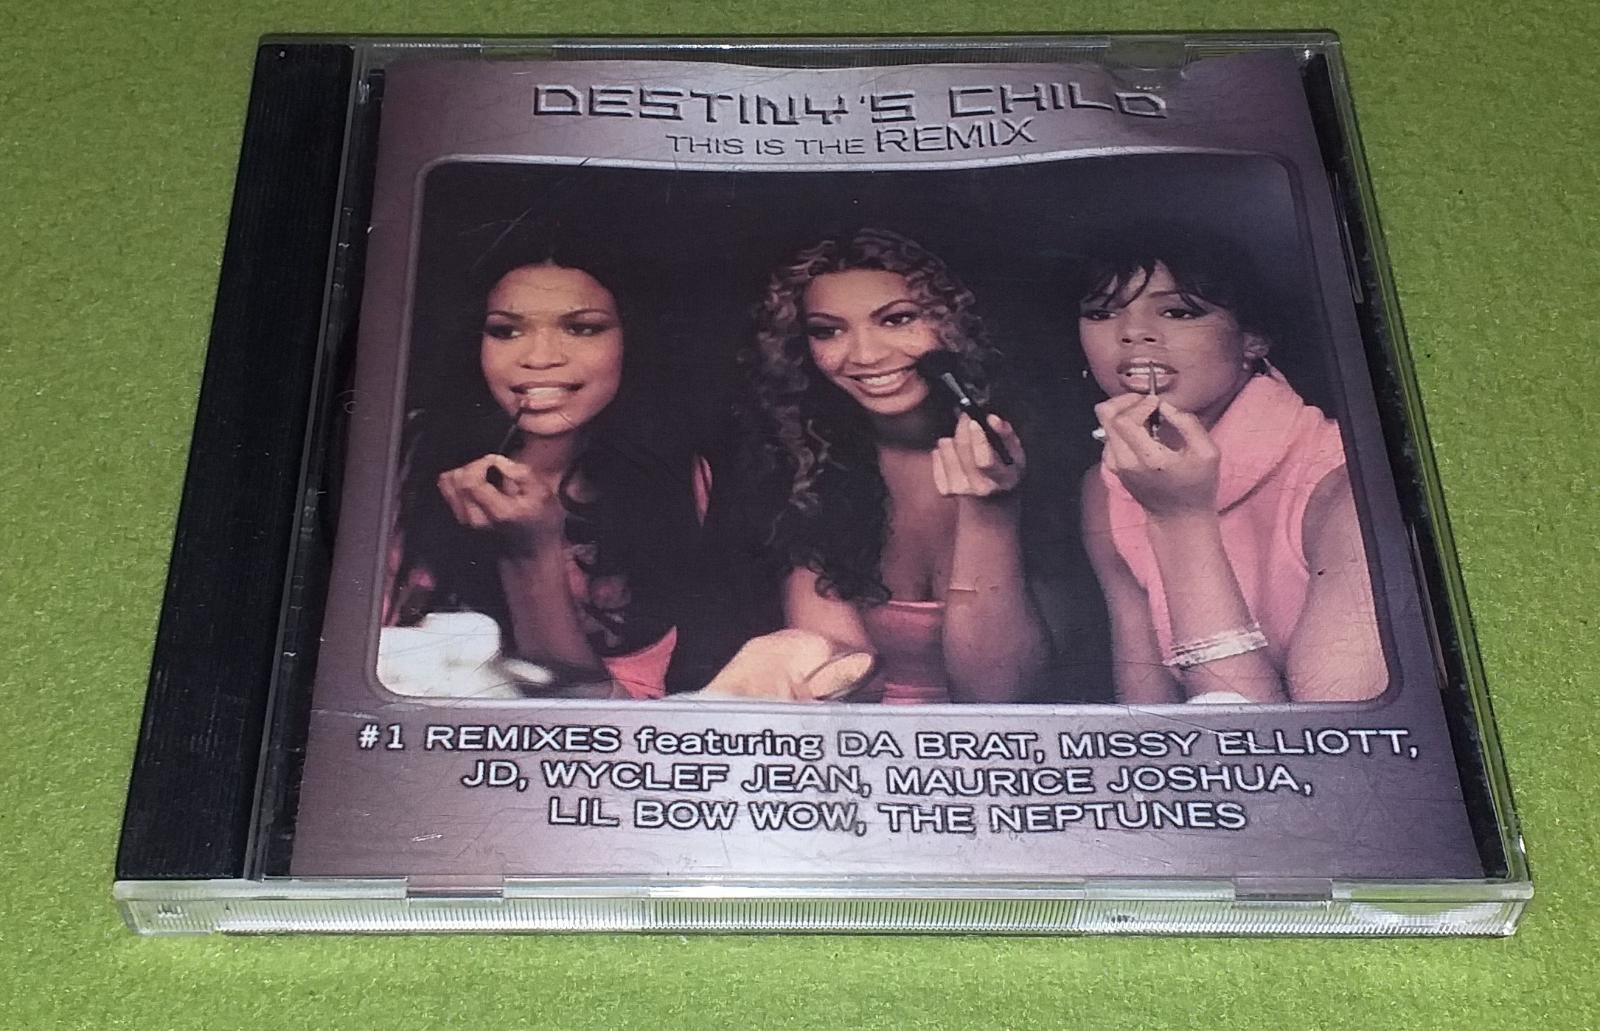 DESTINY'S CHILD
THIS IS THE REMIX
#1 REMIXES featuring DA BRAT, MISSY ELLIOTT,
JD, WYCLEF JEAN, MAURICE JOSHUA,
LIL BOW WOW, THE NEPTUNES